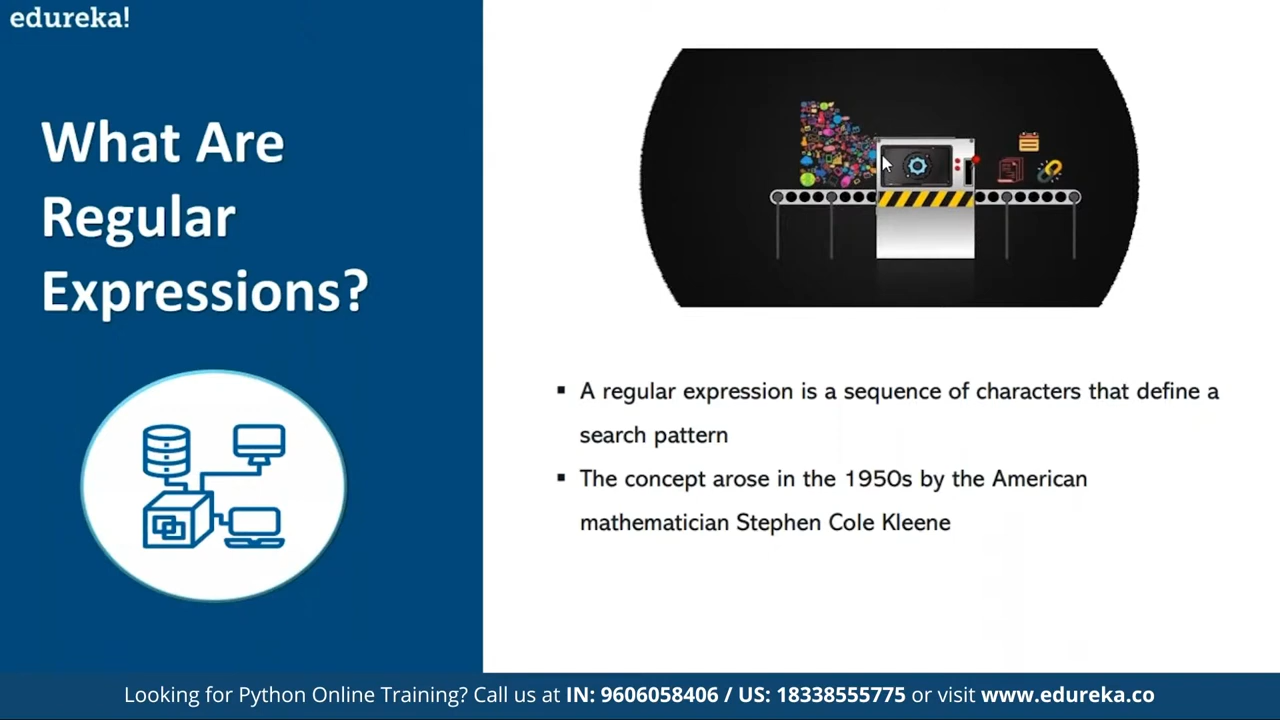 edureka!
What Are
Regular
Expressions?
▪ A regular expression is a sequence of characters that define a
search pattern
▪ The concept arose in the 1950s by the American
mathematician Stephen Cole Kleene
Looking for Python Online Training? Call us at IN: 9606058406 / US: 18338555775 or visit www.edureka.co